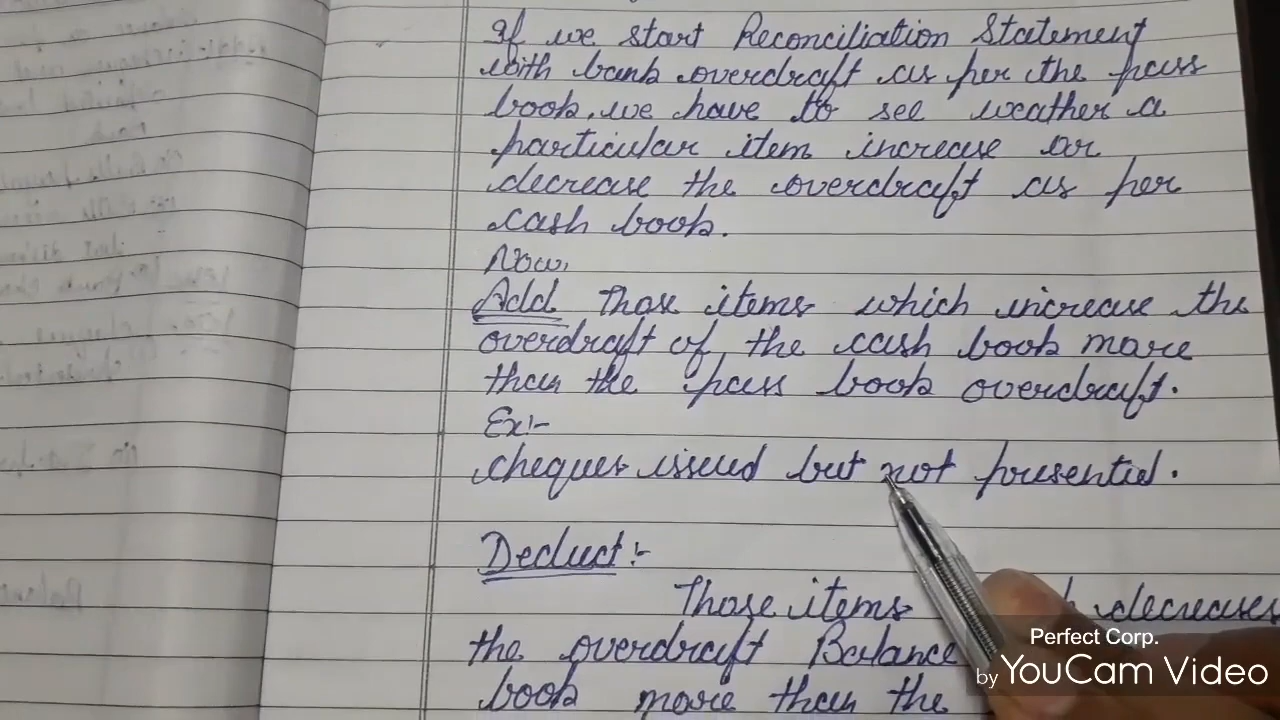 If we start Reconciliation Statement
with bank overdraft as per the pass
book, we have to see weather a
particular item increase or
decrease the overdraft as per
cash book.
Now,
Add Those items which increase the
overdraft of the cash book more
than the pass book overdraft.
Ex:-
cheques issued but not presented.
Deduct:-
Those items decreases
the overdraft Balance
book more than the
Perfect Corp.
by YouCam Video